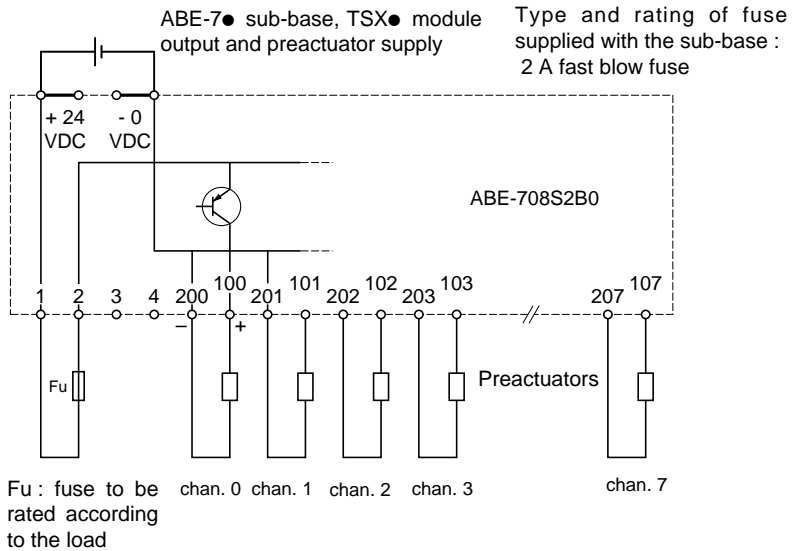 ABE-7● sub-base, TSX● module
output and preactuator supply
Type and rating of fuse
supplied with the sub-base :
2 A fast blow fuse
+ 24
VDC
- 0
VDC
ABE-708S2B0
1 2 3 4 200 100 201 101 202 102 203 103 207 107
– +
Fu
Preactuators
Fu : fuse to be
rated according
to the load
chan. 0 chan. 1 chan. 2 chan. 3 chan. 7